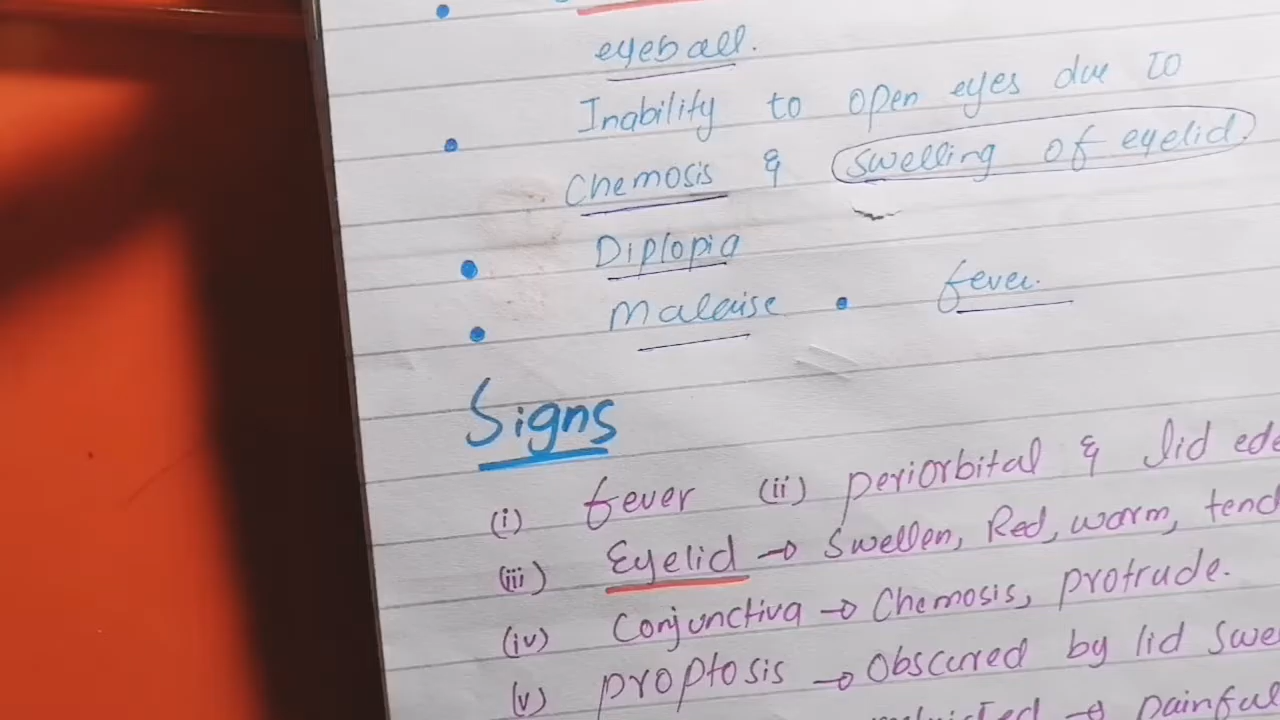 eyeball.
Inability to open eyes due to
Chemosis & swelling of eyelid.
Diplopia
Malaise • fever.
Signs
(i) fever (ii) periorbital & lid ede
(iii) Eyelid → Swellen, Red, warm, tend
(iv) Conjunctiva → Chemosis, protrude.
(v) proptosis → Obscured by lid swe
→ painful